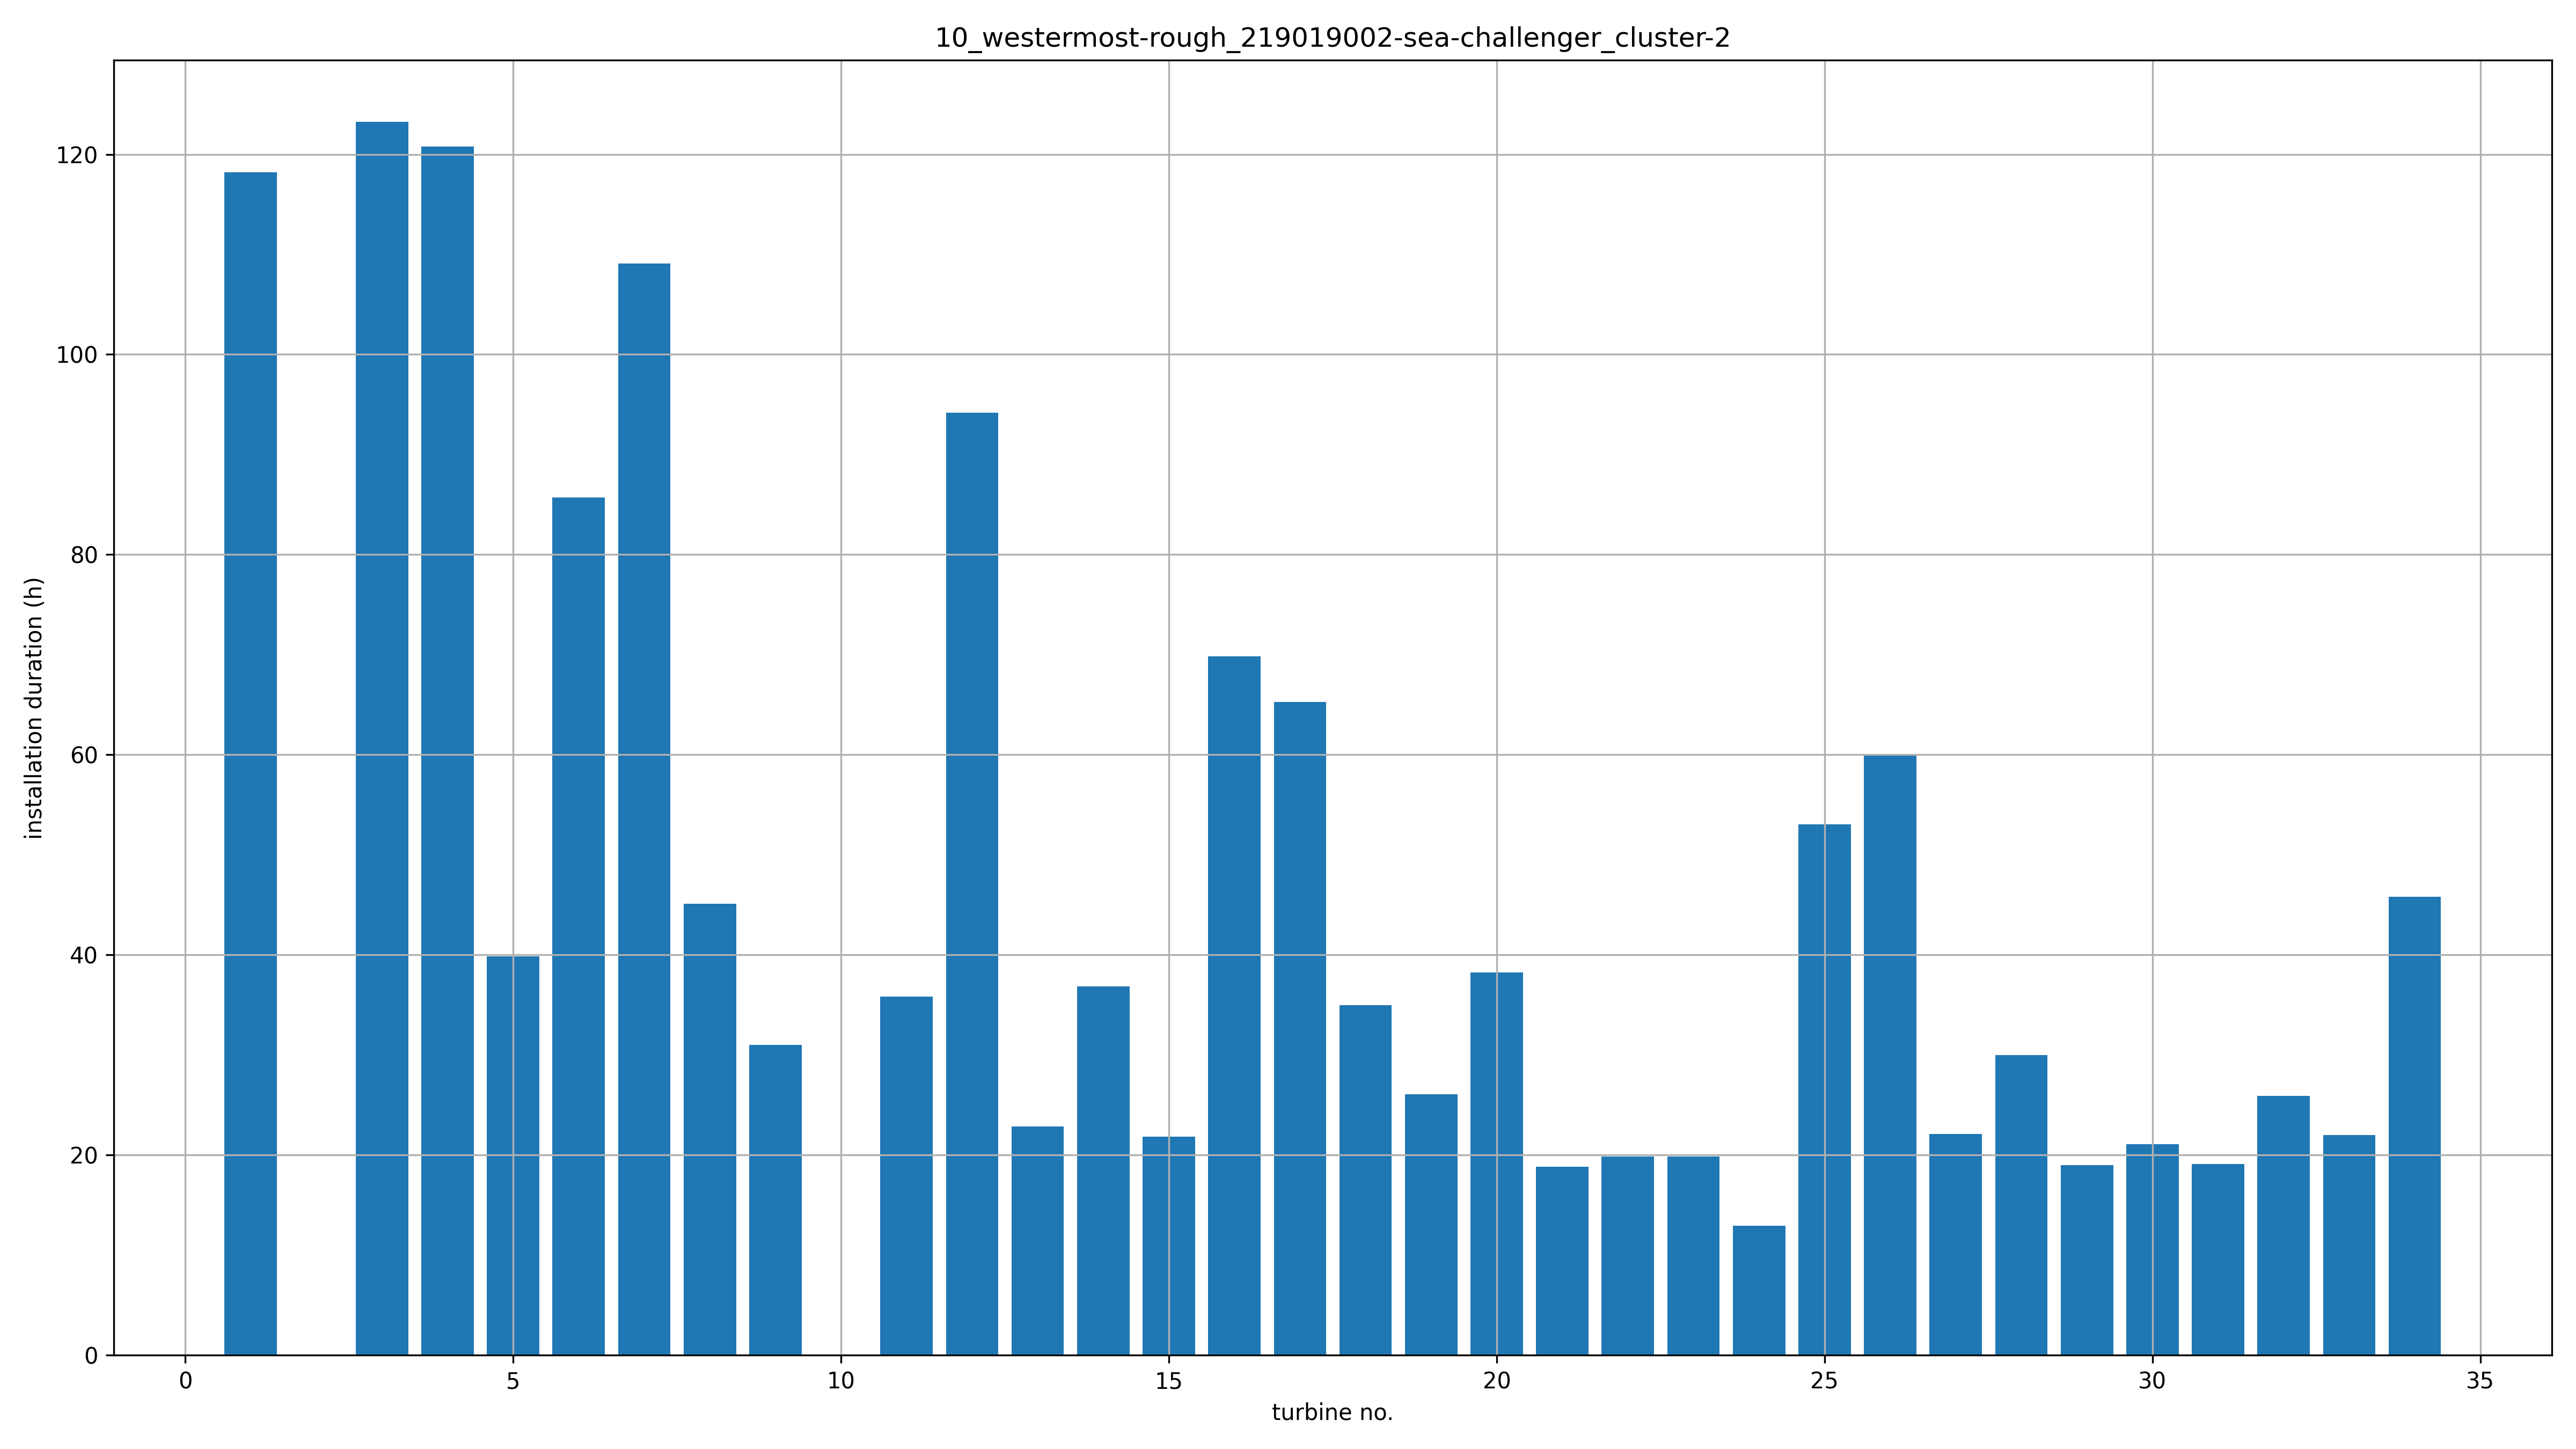 10_westermost-rough_219019002-sea-challenger_cluster-2
installation duration (h)
120
100
80
60
40
20
0
0 5 10 15 20 25 30 35
turbine no.